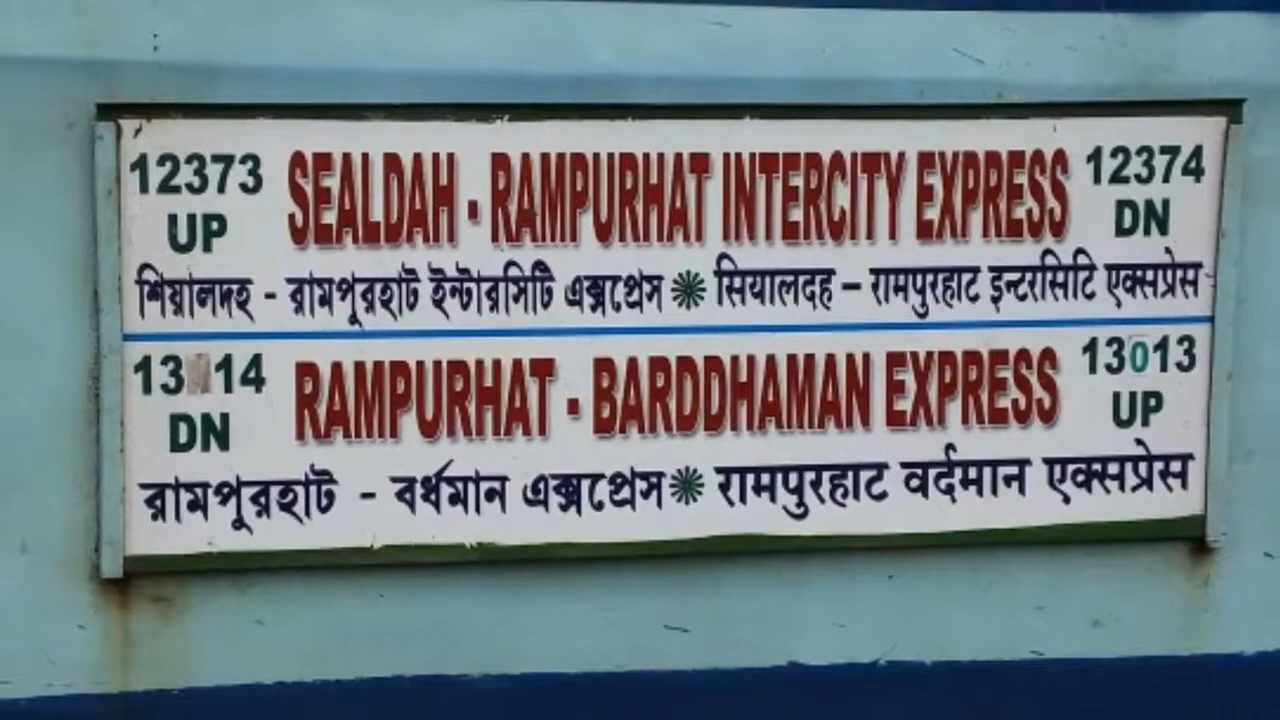 12373 SEALDAH - RAMPURHAT INTERCITY EXPRESS 12374
UP DN
শিয়ালদহ - রামপুরহাট ইন্টারসিটি এক্সপ্রেস ✺ सियालदह – रामपुरहाट इन्टरसिटि एक्सप्रेस
RAMPURHAT - BARDDHAMAN EXPRESS 13013
DN UP
রামপুরহাট - বর্ধমান এক্সপ্রেস ✺ रामपुरहाट वर्दमान एक्सप्रेस